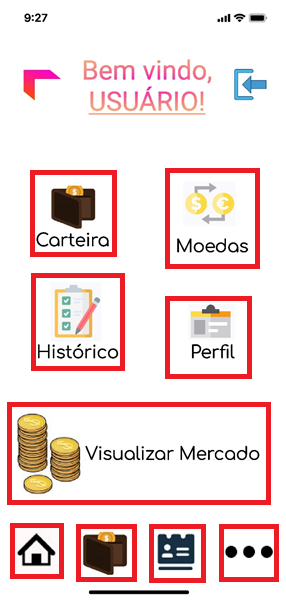 9:27
Bem vindo,
USUÁRIO!
Carteira
Moedas
Histórico
Perfil
Visualizar Mercado